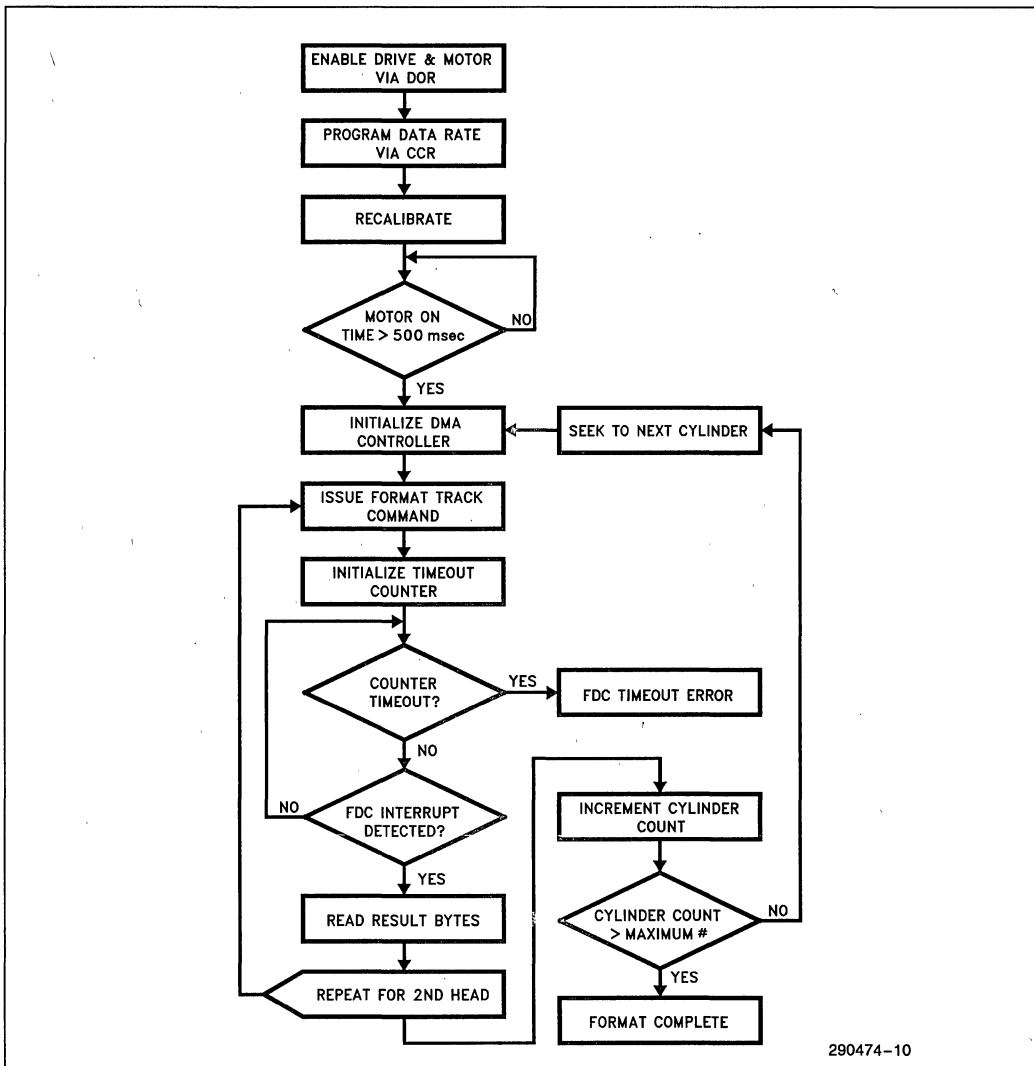 ENABLE DRIVE & MOTOR
VIA DOR
PROGRAM DATA RATE
VIA CCR
RECALIBRATE
MOTOR ON
TIME > 500 msec
NO
YES
INITIALIZE DMA
CONTROLLER
SEEK TO NEXT CYLINDER
ISSUE FORMAT TRACK
COMMAND
INITIALIZE TIMEOUT
COUNTER
COUNTER
TIMEOUT?
YES
FDC TIMEOUT ERROR
NO
FDC INTERRUPT
DETECTED?
NO
YES
INCREMENT CYLINDER
COUNT
READ RESULT BYTES
CYLINDER COUNT
> MAXIMUM #
NO
YES
REPEAT FOR 2ND HEAD
FORMAT COMPLETE
290474-10